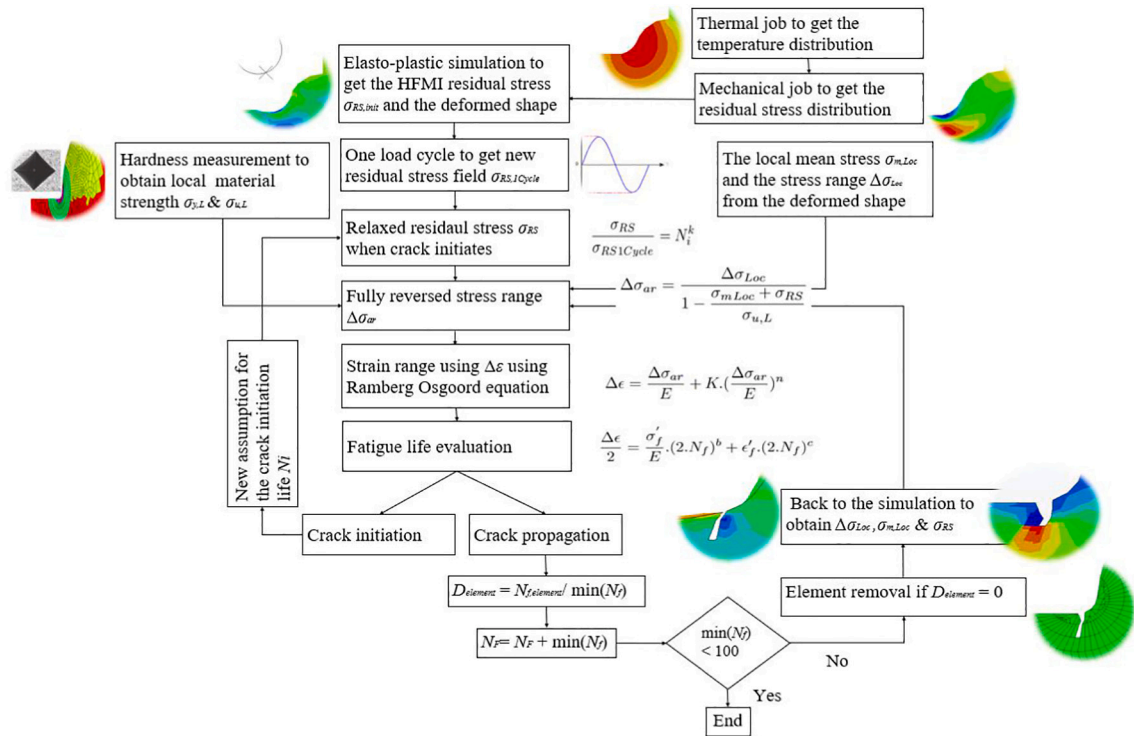 Thermal job to get the
temperature distribution
Elasto-plastic simulation to
get the HFMI residual stress
σRS,init and the deformed shape
Mechanical job to get the
residual stress distribution
Hardness measurement to
obtain local material
strength σy,L & σu,L
One load cycle to get new
residual stress field σRS,1Cycle
The local mean stress σm,Loc
and the stress range ΔσLoc
from the deformed shape
Relaxed residaul stress σRS
when crack initiates
σRS / σRS1Cycle = Ni^k
Fully reversed stress range
Δσar
Δσar = ΔσLoc / (1 − (σmLoc + σRS) / σu,L)
Strain range using Δε using
Ramberg Osgoord equation
Δϵ = Δσar/E + K.(Δσar/E)^n
New assumption for
the crack initiation
life Ni
Fatigue life evaluation
Δϵ/2 = σ′f/E .(2.Nf)^b + ϵ′f.(2.Nf)^c
Crack initiation
Crack propagation
Back to the simulation to
obtain ΔσLoc, σm,Loc & σRS
Delement = Nf,element/ min(Nf)
Element removal if Delement = 0
NF= NF + min(Nf)
min(Nf)
< 100
No
Yes
End